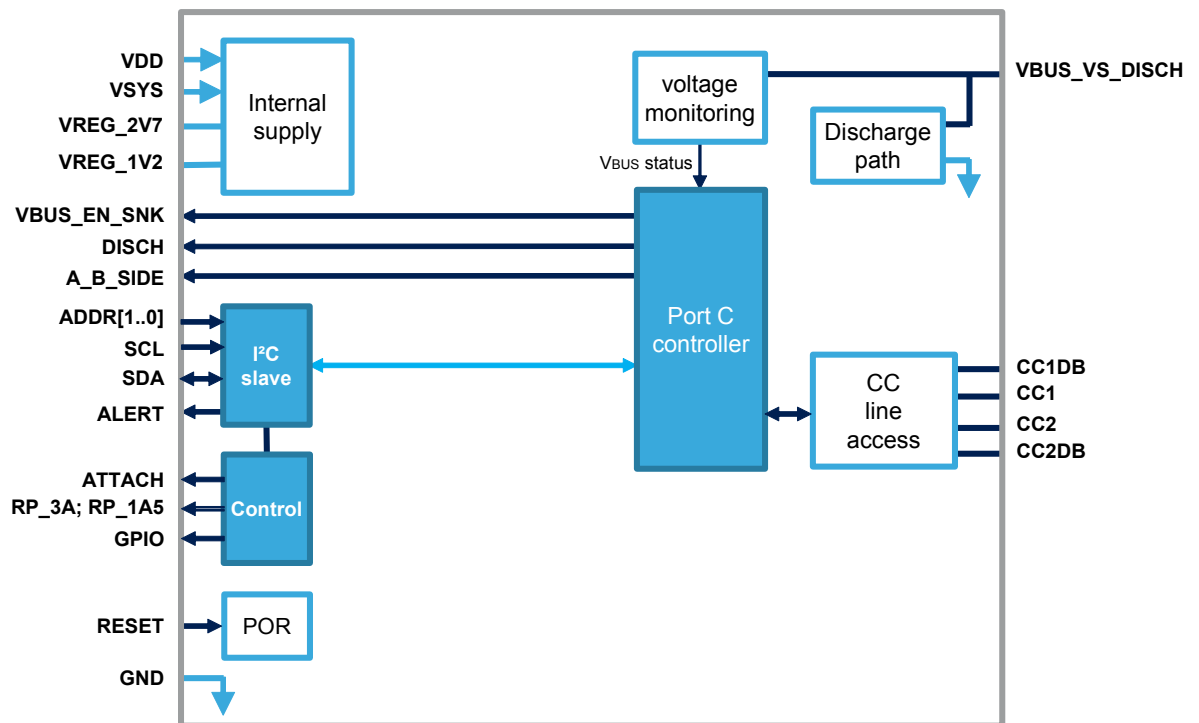 VDD
VSYS
VREG_2V7
VREG_1V2
Internal
supply
voltage
monitoring
VBUS_VS_DISCH
Discharge
path
VBUS status
VBUS_EN_SNK
DISCH
A_B_SIDE
Port C
controller
ADDR[1..0]
SCL
SDA
ALERT
I²C
slave
CC
line
access
CC1DB
CC1
CC2
CC2DB
ATTACH
RP_3A; RP_1A5
GPIO
Control
RESET
POR
GND